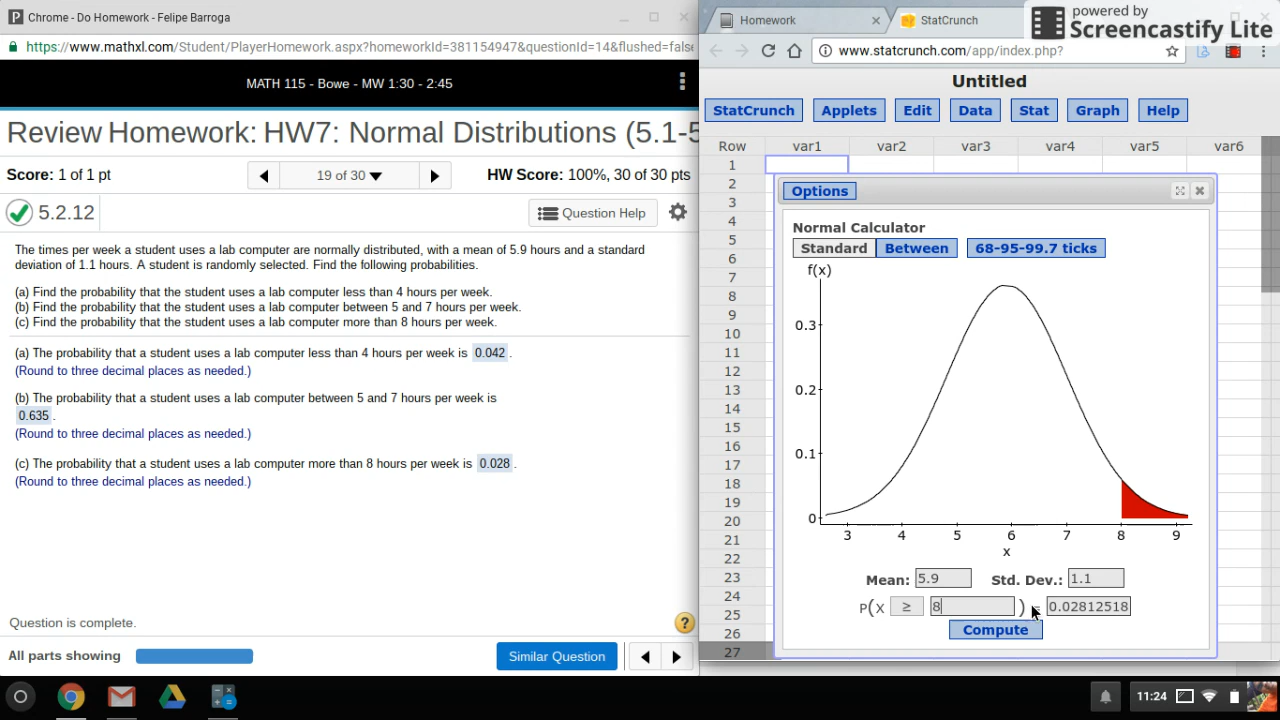 Chrome - Do Homework - Felipe Barroga
https://www.mathxl.com/Student/PlayerHomework.aspx?homeworkId=381154947&questionId=14&flushed=false
MATH 115 - Bowe - MW 1:30 - 2:45
Review Homework: HW7: Normal Distributions (5.1-5
Score: 1 of 1 pt
19 of 30
HW Score: 100%, 30 of 30 pts
5.2.12
Question Help
The times per week a student uses a lab computer are normally distributed, with a mean of 5.9 hours and a standard
deviation of 1.1 hours. A student is randomly selected. Find the following probabilities.
(a) Find the probability that the student uses a lab computer less than 4 hours per week.
(b) Find the probability that the student uses a lab computer between 5 and 7 hours per week.
(c) Find the probability that the student uses a lab computer more than 8 hours per week.
(a) The probability that a student uses a lab computer less than 4 hours per week is 0.042.
(Round to three decimal places as needed.)
(b) The probability that a student uses a lab computer between 5 and 7 hours per week is
0.635.
(Round to three decimal places as needed.)
(c) The probability that a student uses a lab computer more than 8 hours per week is 0.028.
(Round to three decimal places as needed.)
Question is complete.
?
All parts showing
Similar Question
Homework
StatCrunch
powered by
Screencastify Lite
www.statcrunch.com/app/index.php?
Untitled
StatCrunch Applets Edit Data Stat Graph Help
Row var1 var2 var3 var4 var5 var6
1
2
3
4
5
6
7
8
9
10
11
12
13
14
15
16
17
18
19
20
21
22
23
24
25
26
27
Options
Normal Calculator
Standard Between 68-95-99.7 ticks
f(x)
0.3
0.2
0.1
0
3 4 5 6 7 8 9
x
Mean: 5.9 Std. Dev.: 1.1
P(X ≥ 8) = 0.02812518
Compute
11:24